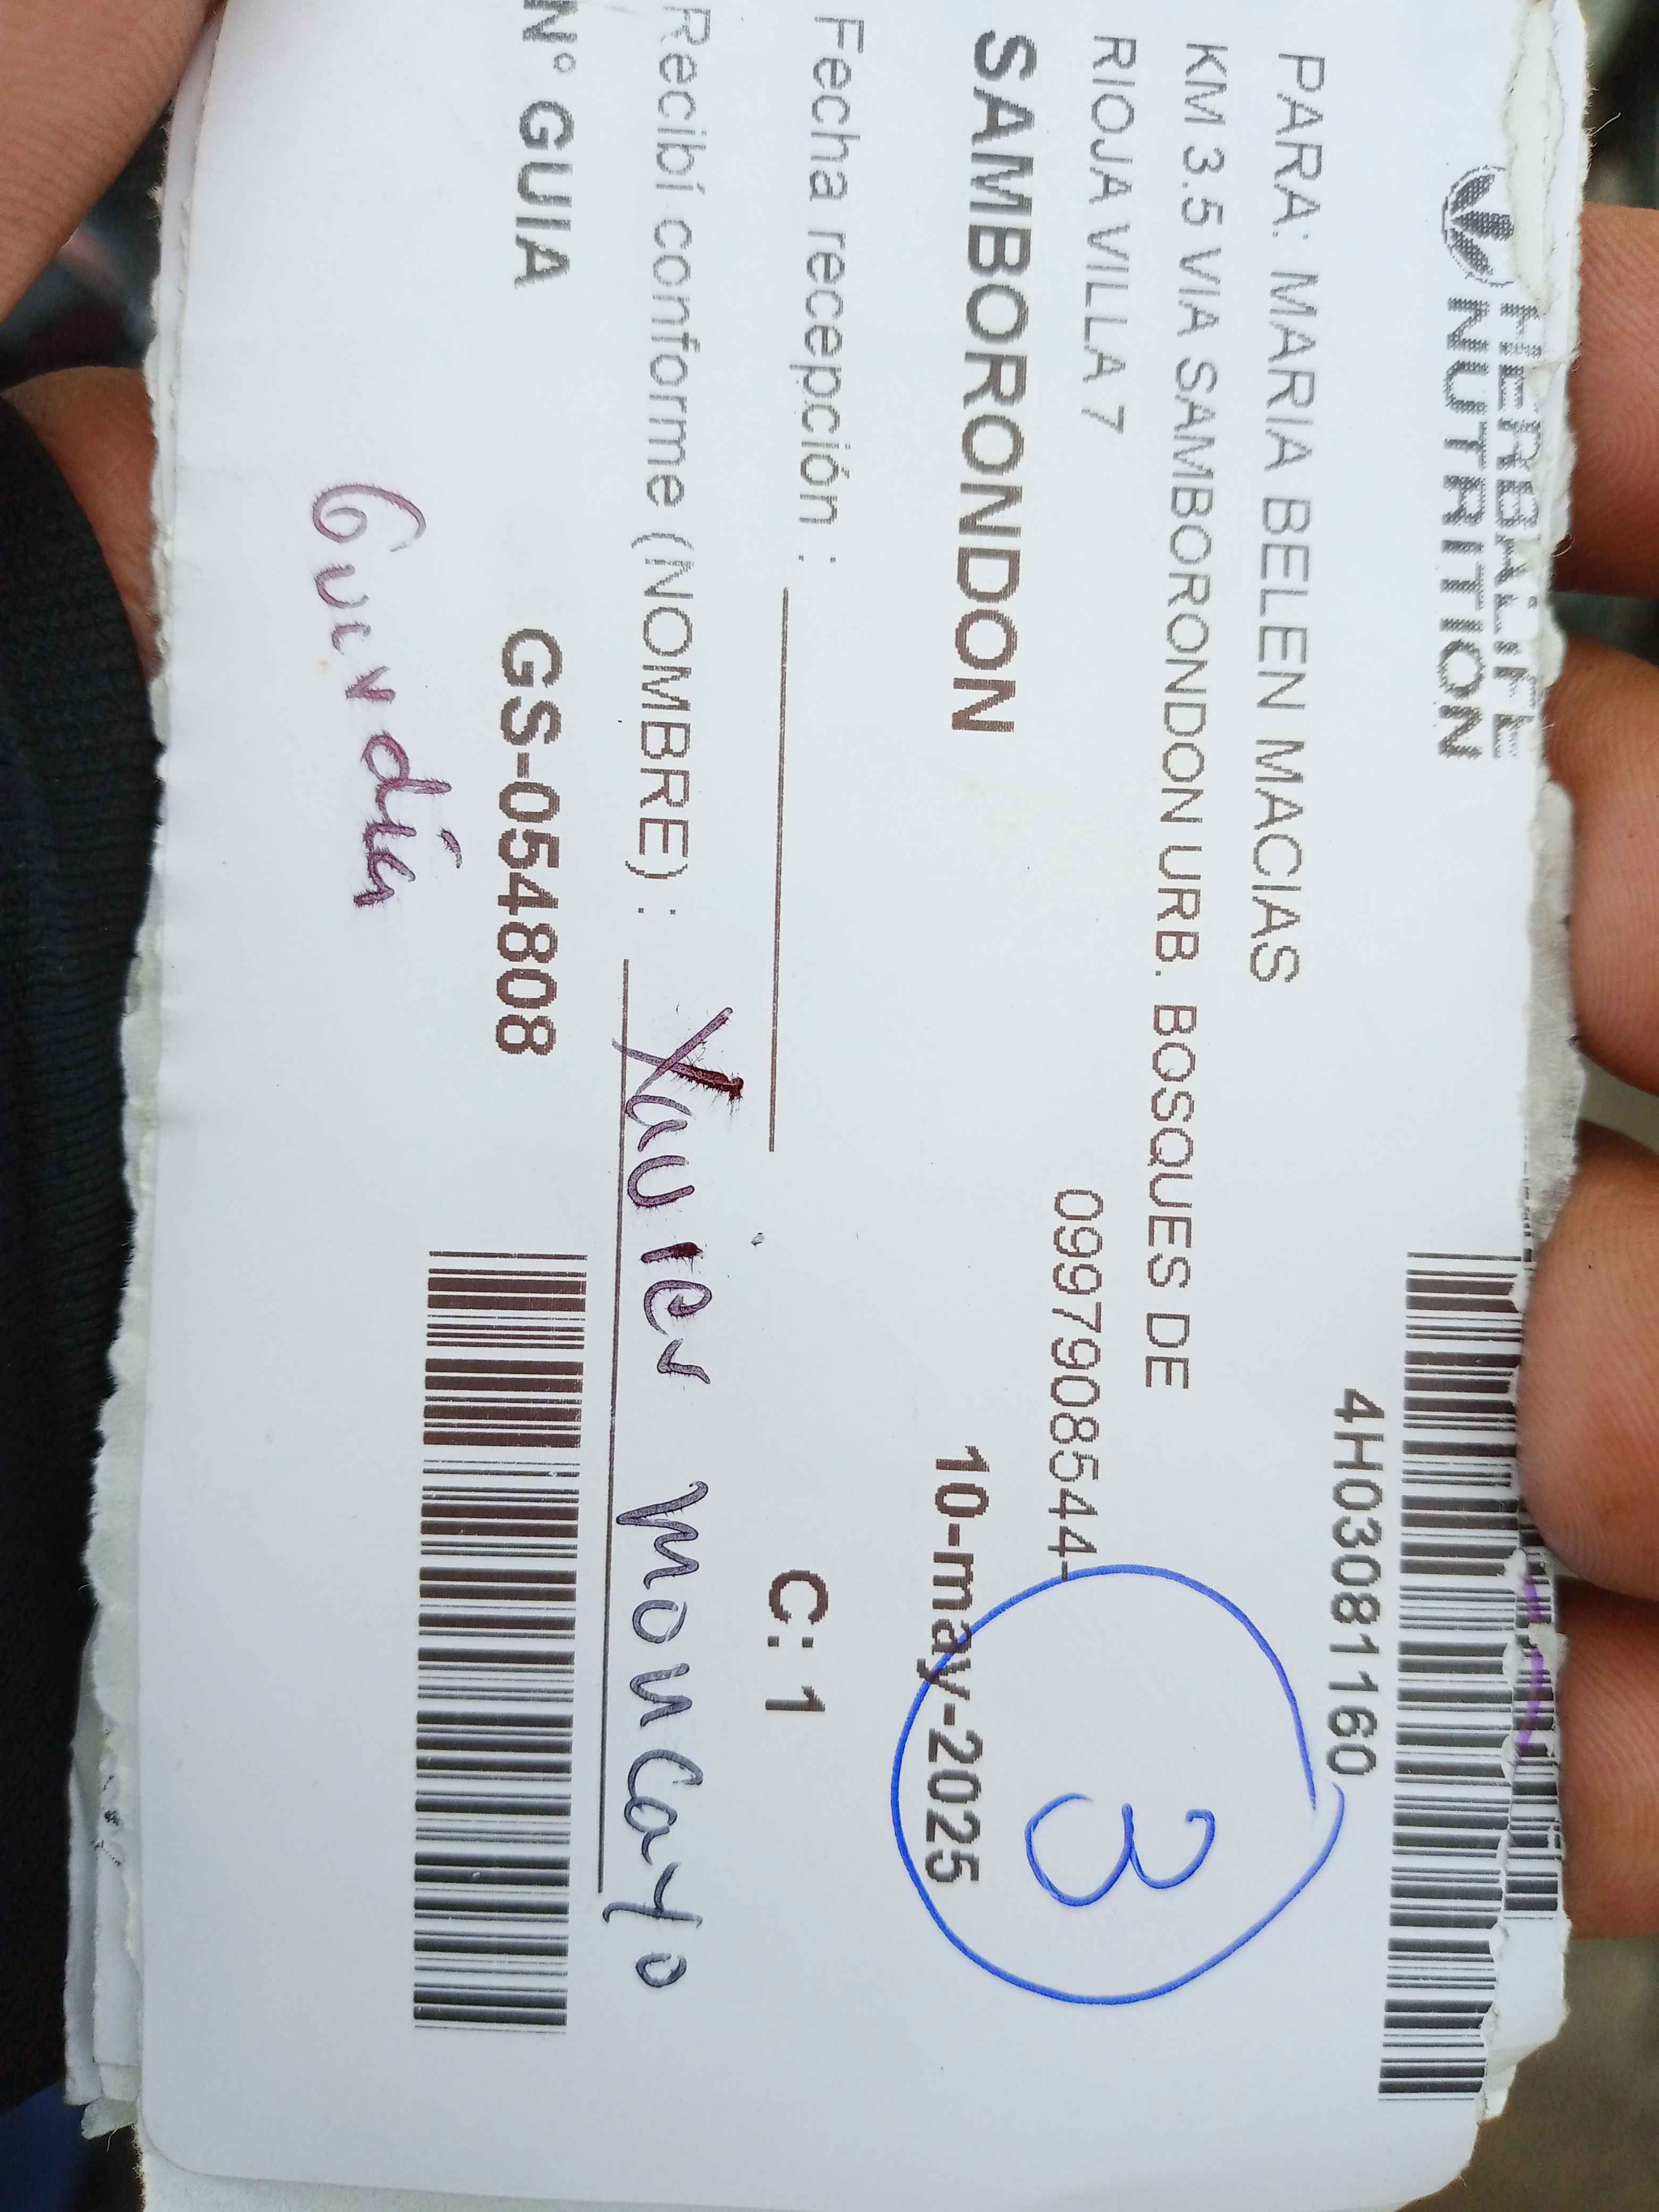 HERBALIFE
NUTRITION
4H03081160
PARA: MARIA BELEN MACIAS
KM 3.5 VIA SAMBORONDON URB. BOSQUES DE
RIOJA VILLA 7
0997908544-
3
SAMBORONDON
10-may-2025
Fecha recepción :
C: 1
Recibí conforme (NOMBRE) : Xavier moncayo
N° GUIA
GS-054808
Guardia